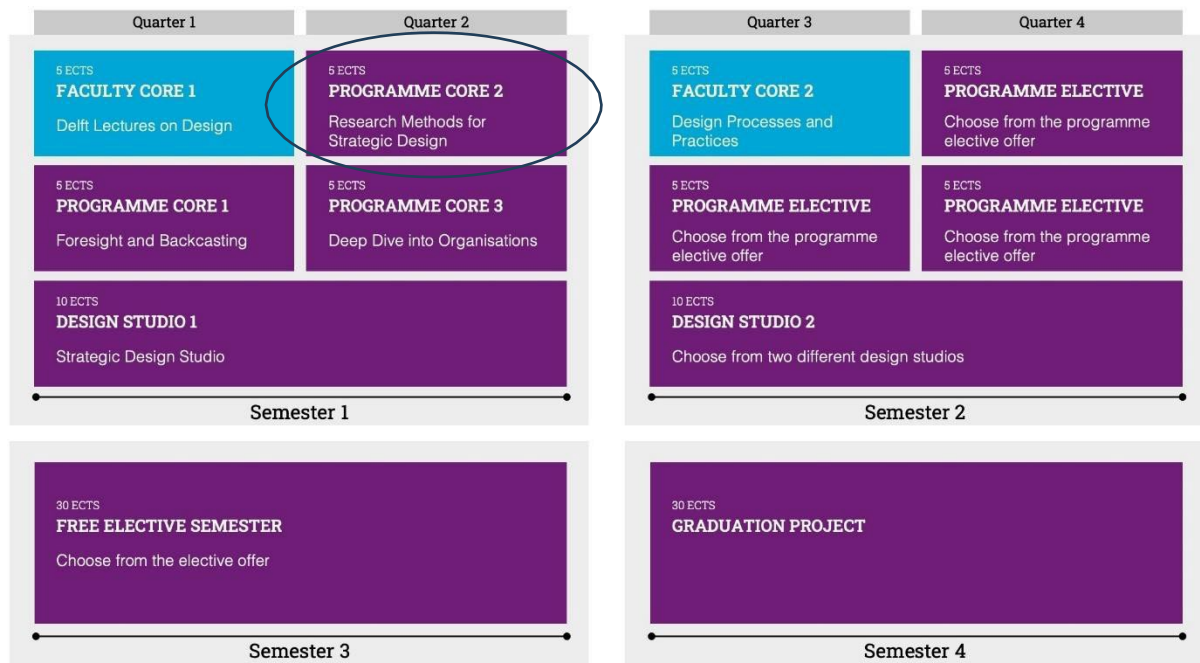 Quarter 1
Quarter 2
5 ECTS
FACULTY CORE 1
Delft Lectures on Design
5 ECTS
PROGRAMME CORE 2
Research Methods for
Strategic Design
5 ECTS
PROGRAMME CORE 1
Foresight and Backcasting
5 ECTS
PROGRAMME CORE 3
Deep Dive into Organisations
10 ECTS
DESIGN STUDIO 1
Strategic Design Studio
Semester 1
Quarter 3
Quarter 4
5 ECTS
FACULTY CORE 2
Design Processes and
Practices
5 ECTS
PROGRAMME ELECTIVE
Choose from the programme
elective offer
5 ECTS
PROGRAMME ELECTIVE
Choose from the programme
elective offer
5 ECTS
PROGRAMME ELECTIVE
Choose from the programme
elective offer
10 ECTS
DESIGN STUDIO 2
Choose from two different design studios
Semester 2
30 ECTS
FREE ELECTIVE SEMESTER
Choose from the elective offer
Semester 3
30 ECTS
GRADUATION PROJECT
Semester 4